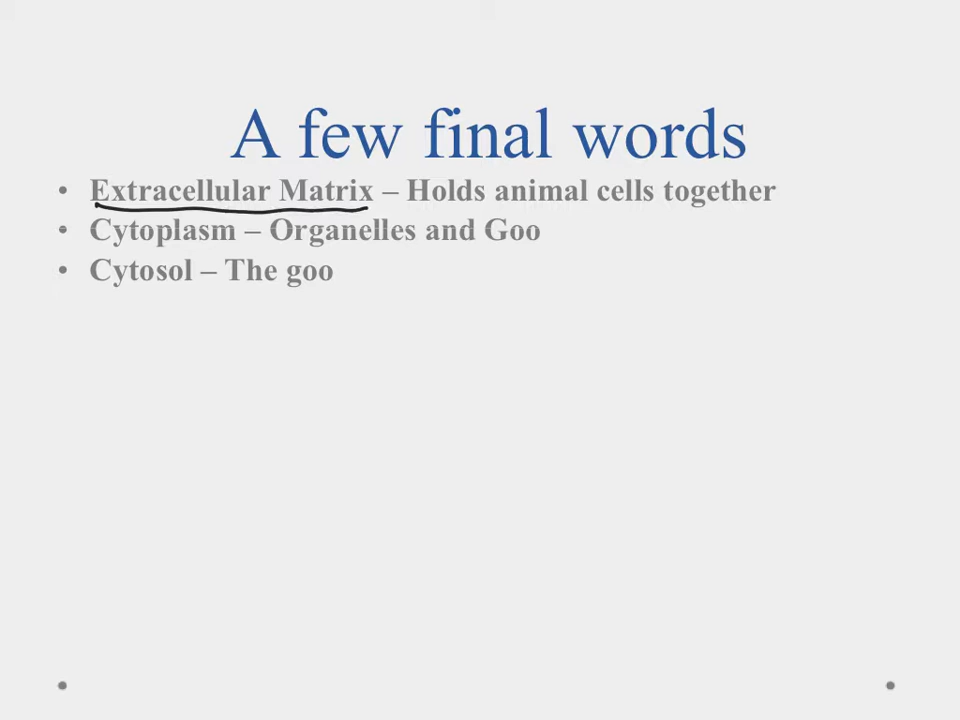 A few final words
• Extracellular Matrix – Holds animal cells together
• Cytoplasm – Organelles and Goo
• Cytosol – The goo